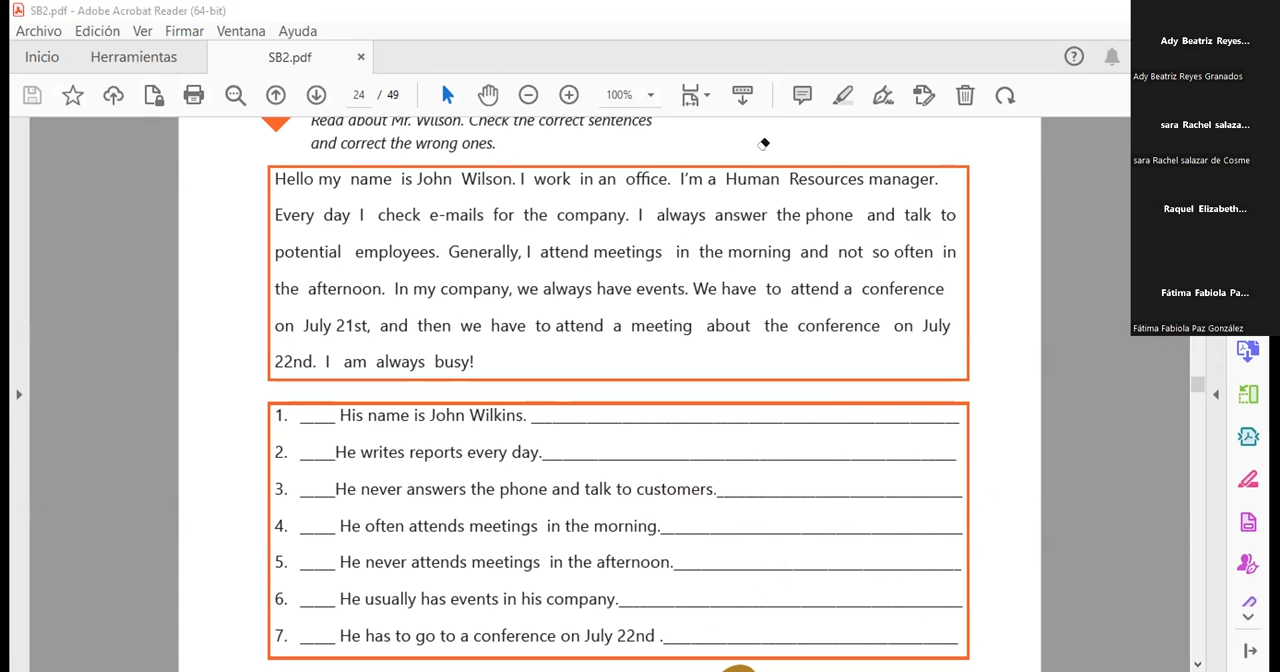 SB2.pdf - Adobe Acrobat Reader (64-bit)
Archivo Edición Ver Firmar Ventana Ayuda
Inicio Herramientas SB2.pdf ×
24 / 49 100%
Read about Mr. Wilson. Check the correct sentences
and correct the wrong ones.
Hello my name is John Wilson. I work in an office. I'm a Human Resources manager.
Every day I check e-mails for the company. I always answer the phone and talk to
potential employees. Generally, I attend meetings in the morning and not so often in
the afternoon. In my company, we always have events. We have to attend a conference
on July 21st, and then we have to attend a meeting about the conference on July
22nd. I am always busy!
1. ____ His name is John Wilkins. ____
2. ____He writes reports every day.____
3. ____He never answers the phone and talk to customers.____
4. ____ He often attends meetings in the morning.____
5. ____ He never attends meetings in the afternoon.____
6. ____ He usually has events in his company.____
7. ____ He has to go to a conference on July 22nd .____
Ady Beatriz Reyes...
Ady Beatriz Reyes Granados
sara Rachel salaza...
sara Rachel salazar de Cosme
Raquel Elizabeth...
Fátima Fabiola Pa...
Fátima Fabiola Paz González